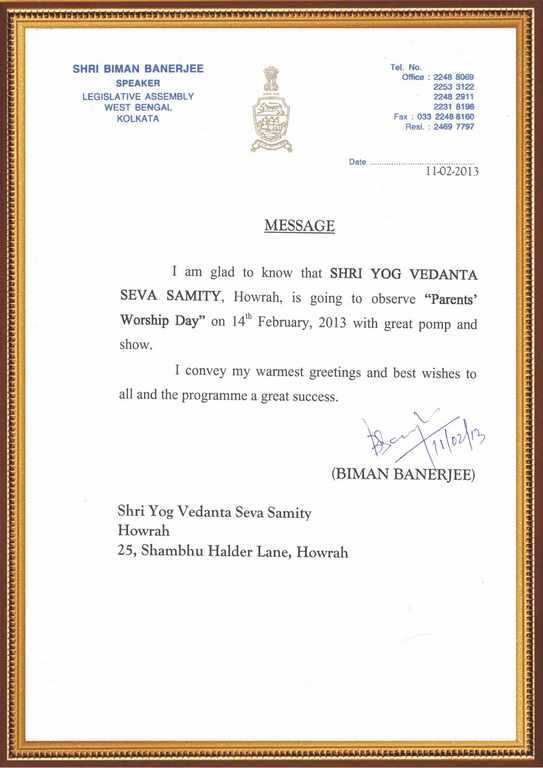 SHRI BIMAN BANERJEE
SPEAKER
LEGISLATIVE ASSEMBLY
WEST BENGAL
KOLKATA
Tel. No.
Office : 2248 8069
2253 3122
2248 2911
2231 8196
Fax : 033 2248 8160
Resi. : 2469 7797
Date ........................................
11-02-2013
MESSAGE
I am glad to know that SHRI YOG VEDANTA
SEVA SAMITY, Howrah, is going to observe “Parents’
Worship Day” on 14th February, 2013 with great pomp and
show.
I convey my warmest greetings and best wishes to
all and the programme a great success.
11/02/13
(BIMAN BANERJEE)
Shri Yog Vedanta Seva Samity
Howrah
25, Shambhu Halder Lane, Howrah